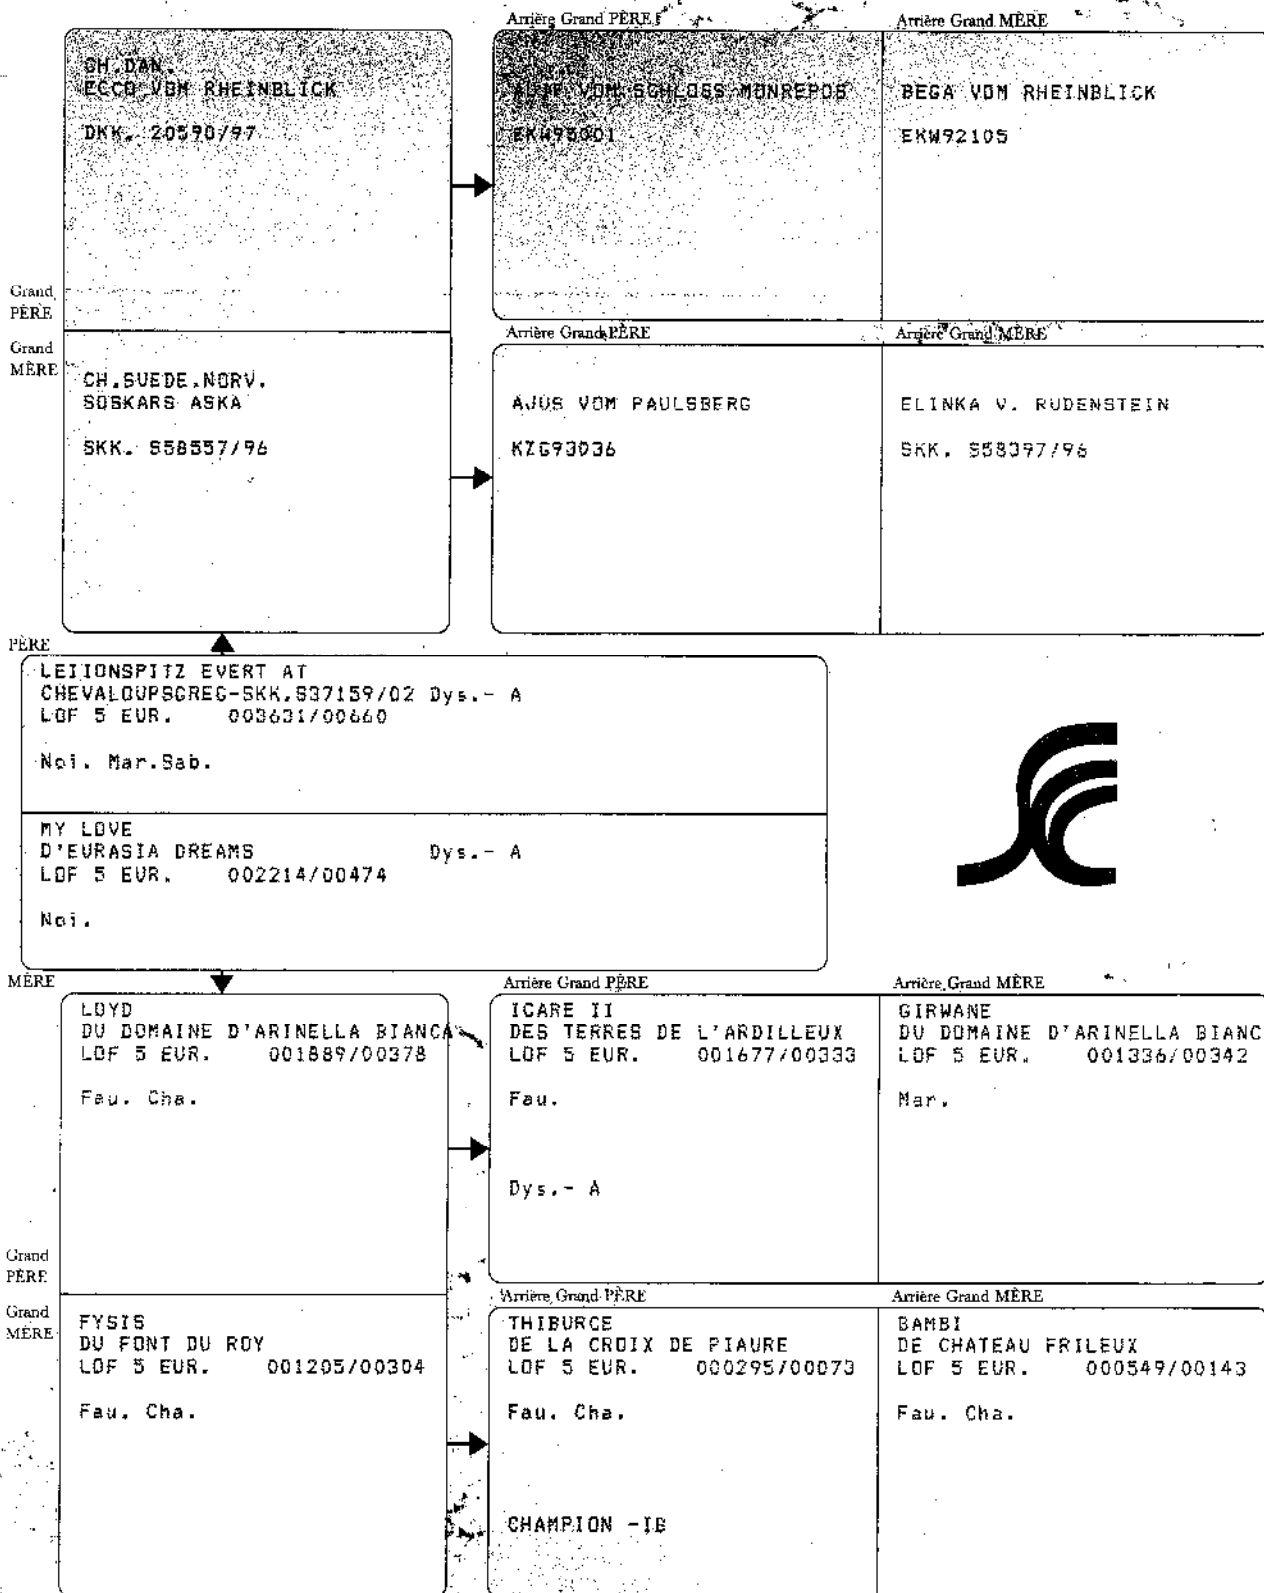 Arrière Grand PÈRE
Arrière Grand MÈRE
CH.DAN.
ECCO VOM RHEINBLICK
DKK. 20590/97
VOM SCHLOSS MONREPOS
EKW95001
BEGA VOM RHEINBLICK
EKW92105
Grand
PÈRE
Grand
MÈRE
Arrière Grand PÈRE
Arrière Grand MÈRE
CH.SUEDE.NORV.
SOSKARS ASKA
SKK. S58557/96
AJUS VOM PAULSBERG
KZG93036
ELINKA V. RUDENSTEIN
SKK. S58397/96
PÈRE
LEIJONSPITZ EVERT AT
CHEVALOUPSGREG-SKK.S37159/02 Dys.- A
LOF 5 EUR. 003631/00660
Noi. Mar.Sab.
MY LOVE
D'EURASIA DREAMS Dys.- A
LOF 5 EUR. 002214/00474
Noi.
MÈRE
Arrière Grand PÈRE
Arrière Grand MÈRE
LOYD
DU DOMAINE D'ARINELLA BIANCA
LOF 5 EUR. 001889/00378
Fau. Cha.
ICARE II
DES TERRES DE L'ARDILLEUX
LOF 5 EUR. 001677/00333
Fau.
Dys.- A
GIRWANE
DU DOMAINE D'ARINELLA BIANC
LOF 5 EUR. 001336/00342
Mar.
Grand
PÈRE
Grand
MÈRE
Arrière Grand PÈRE
Arrière Grand MÈRE
FYSIS
DU FONT DU ROY
LOF 5 EUR. 001205/00304
Fau. Cha.
THIBURCE
DE LA CROIX DE PIAURE
LOF 5 EUR. 000295/00073
Fau. Cha.
CHAMPION -IB
BAMBI
DE CHATEAU FRILEUX
LOF 5 EUR. 000549/00143
Fau. Cha.